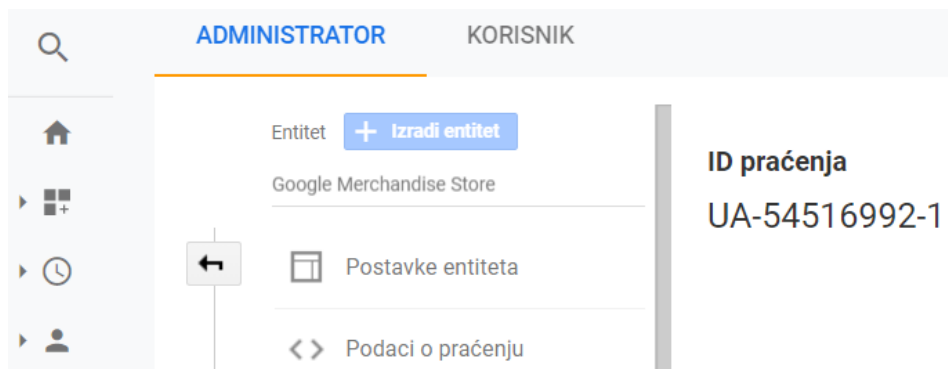 ADMINISTRATOR KORISNIK
Entitet + Izradi entitet
Google Merchandise Store
Postavke entiteta
Podaci o praćenju
ID praćenja
UA-54516992-1